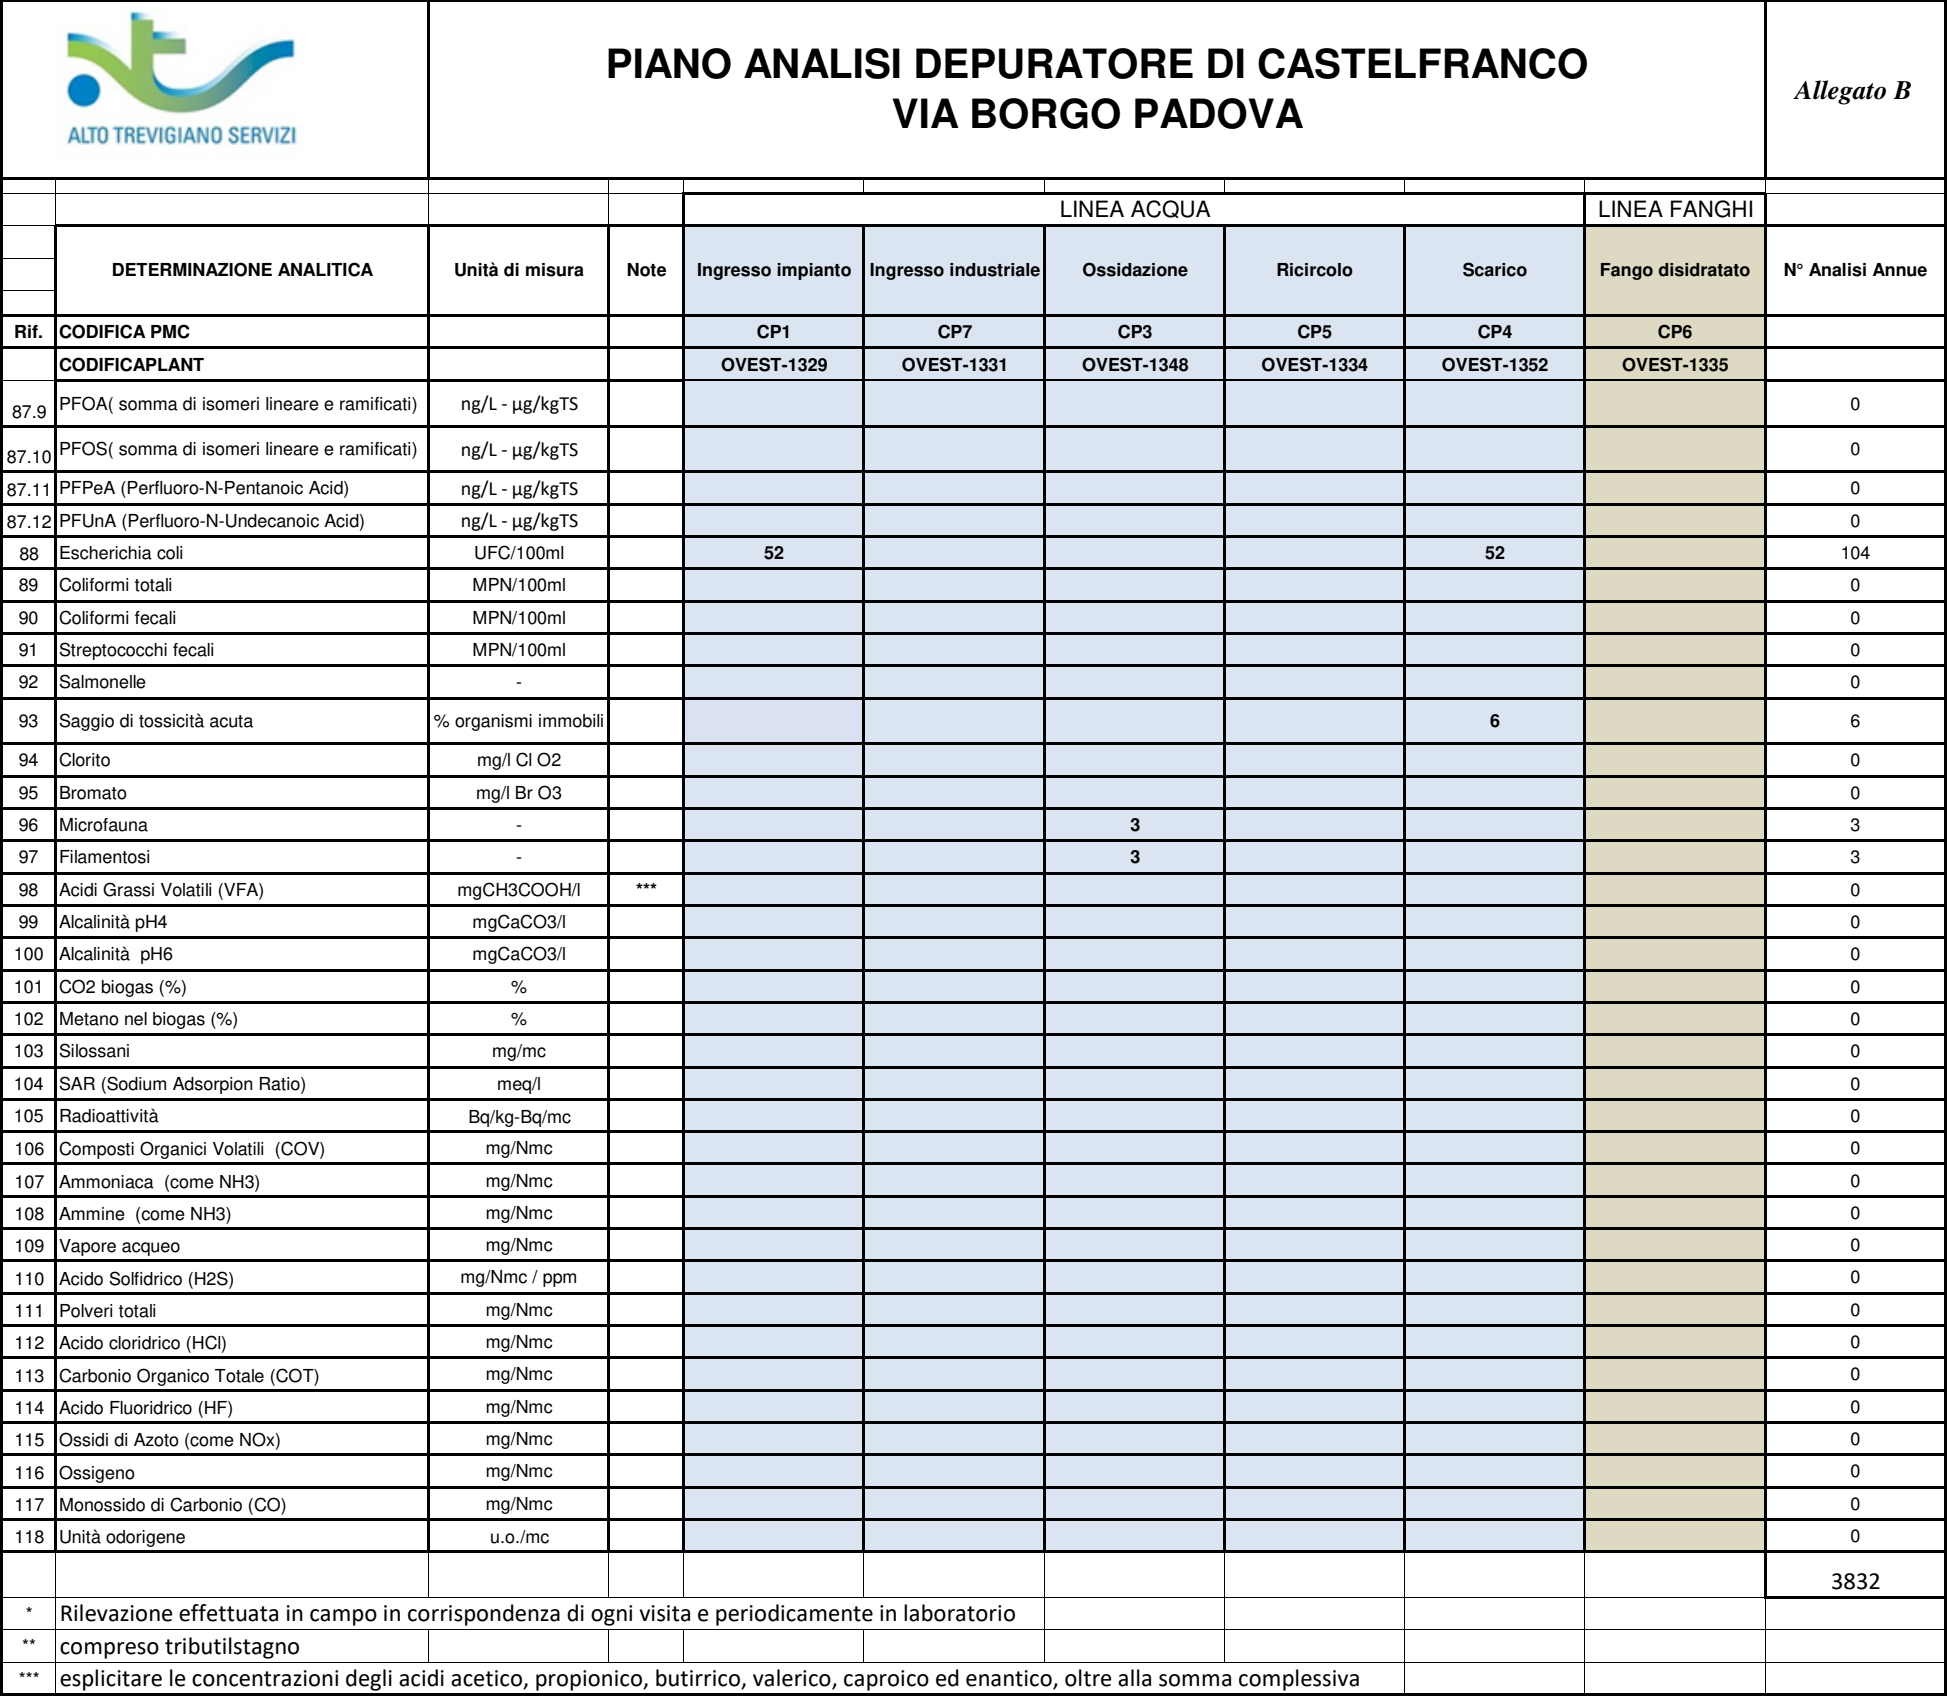 ALTO TREVIGIANO SERVIZI
PIANO ANALISI DEPURATORE DI CASTELFRANCO
VIA BORGO PADOVA
Allegato B
LINEA ACQUA LINEA FANGHI
DETERMINAZIONE ANALITICA Unità di misura Note Ingresso impianto Ingresso industriale Ossidazione Ricircolo Scarico Fango disidratato N° Analisi Annue
Rif. CODIFICA PMC CP1 CP7 CP3 CP5 CP4 CP6
CODIFICAPLANT OVEST-1329 OVEST-1331 OVEST-1348 OVEST-1334 OVEST-1352 OVEST-1335
87.9 PFOA( somma di isomeri lineare e ramificati) ng/L - µg/kgTS 0
87.10 PFOS( somma di isomeri lineare e ramificati) ng/L - µg/kgTS 0
87.11 PFPeA (Perfluoro-N-Pentanoic Acid) ng/L - µg/kgTS 0
87.12 PFUnA (Perfluoro-N-Undecanoic Acid) ng/L - µg/kgTS 0
88 Escherichia coli UFC/100ml 52 52 104
89 Coliformi totali MPN/100ml 0
90 Coliformi fecali MPN/100ml 0
91 Streptococchi fecali MPN/100ml 0
92 Salmonelle - 0
93 Saggio di tossicità acuta % organismi immobili 6 6
94 Clorito mg/l Cl O2 0
95 Bromato mg/l Br O3 0
96 Microfauna - 3 3
97 Filamentosi - 3 3
98 Acidi Grassi Volatili (VFA) mgCH3COOH/l *** 0
99 Alcalinità pH4 mgCaCO3/l 0
100 Alcalinità  pH6 mgCaCO3/l 0
101 CO2 biogas (%) % 0
102 Metano nel biogas (%) % 0
103 Silossani mg/mc 0
104 SAR (Sodium Adsorpion Ratio) meq/l 0
105 Radioattività Bq/kg-Bq/mc 0
106 Composti Organici Volatili  (COV) mg/Nmc 0
107 Ammoniaca  (come NH3) mg/Nmc 0
108 Ammine  (come NH3) mg/Nmc 0
109 Vapore acqueo mg/Nmc 0
110 Acido Solfidrico (H2S) mg/Nmc / ppm 0
111 Polveri totali mg/Nmc 0
112 Acido cloridrico (HCl) mg/Nmc 0
113 Carbonio Organico Totale (COT) mg/Nmc 0
114 Acido Fluoridrico (HF) mg/Nmc 0
115 Ossidi di Azoto (come NOx) mg/Nmc 0
116 Ossigeno mg/Nmc 0
117 Monossido di Carbonio (CO) mg/Nmc 0
118 Unità odorigene u.o./mc 0
3832
* Rilevazione effettuata in campo in corrispondenza di ogni visita e periodicamente in laboratorio
** compreso tributilstagno
*** esplicitare le concentrazioni degli acidi acetico, propionico, butirrico, valerico, caproico ed enantico, oltre alla somma complessiva